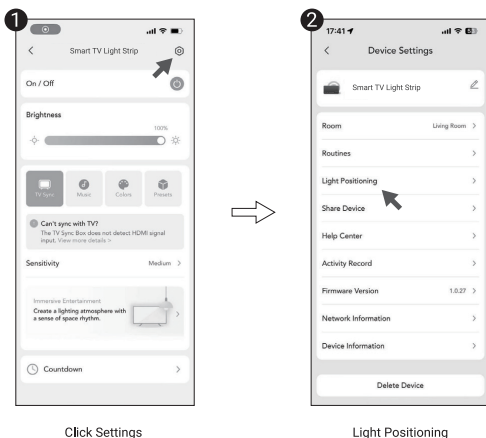 1
Smart TV Light Strip
On / Off
Brightness
100%
TV Sync
Music
Colors
Presets
Can't sync with TV?
The TV Sync Box does not detect HDMI signal
input. View more details >
Sensitivity
Medium >
Immersive Entertainment
Create a lighting atmosphere with
a sense of space rhythm.
Countdown
Click Settings
2
17:41
Device Settings
Smart TV Light Strip
Room
Living Room >
Routines
Light Positioning
Share Device
Help Center
Activity Record
Firmware Version
1.0.27 >
Network Information
Device Information
Delete Device
Light Positioning